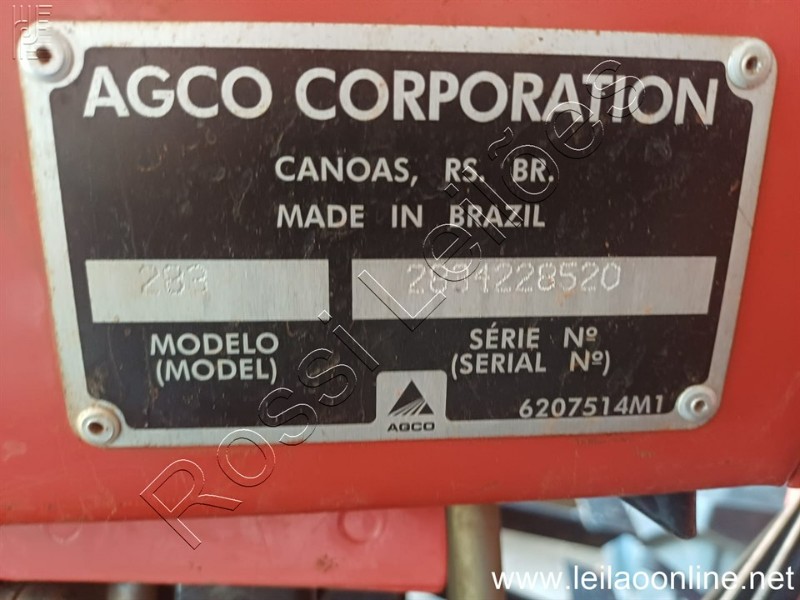 AGCO CORPORATION
CANOAS, RS. BR.
MADE IN BRAZIL
283
MODELO
(MODEL)
2834228520
SÉRIE Nº
(SERIAL Nº)
AGCO
6207514M1
Rossi Leilões
www.leilaoonline.net